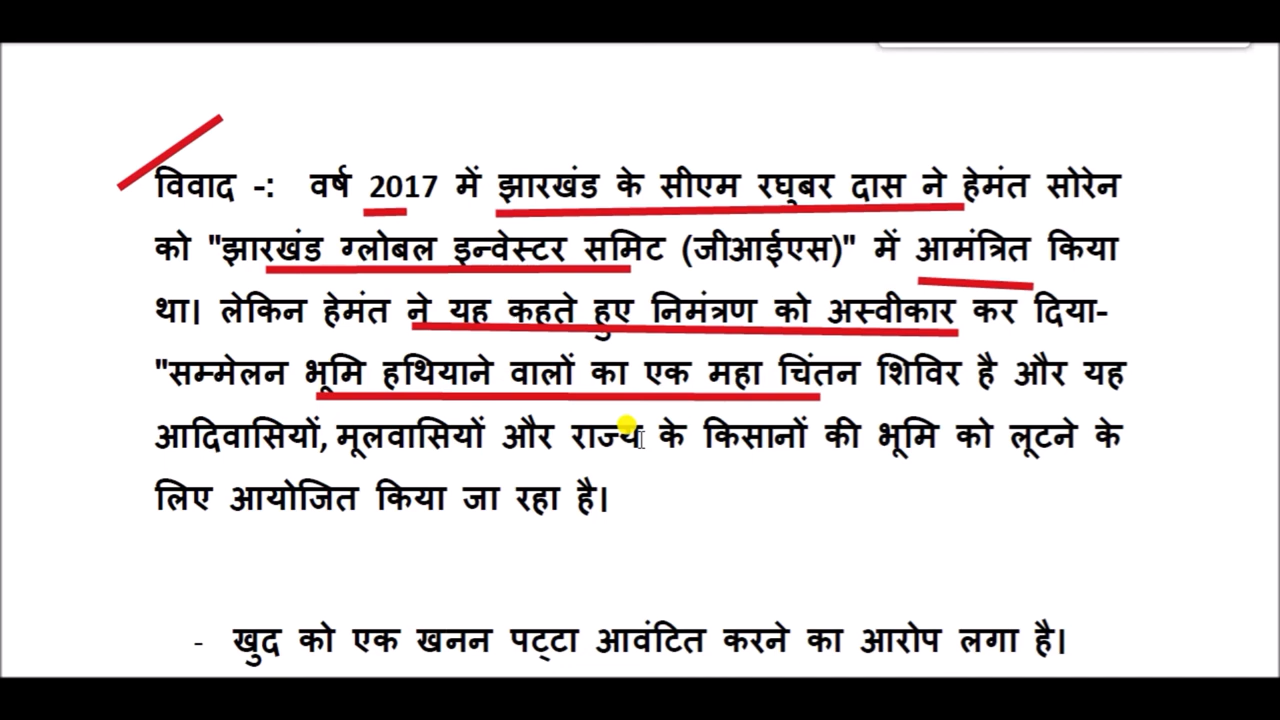 विवाद -: वर्ष 2017 में झारखंड के सीएम रघुबर दास ने हेमंत सोरेन
को "झारखंड ग्लोबल इन्वेस्टर समिट (जीआईएस)" में आमंत्रित किया
था। लेकिन हेमंत ने यह कहते हुए निमंत्रण को अस्वीकार कर दिया-
"सम्मेलन भूमि हथियाने वालों का एक महा चिंतन शिविर है और यह
आदिवासियों, मूलवासियों और राज्य के किसानों की भूमि को लूटने के
लिए आयोजित किया जा रहा है।
- खुद को एक खनन पट्टा आवंटित करने का आरोप लगा है।